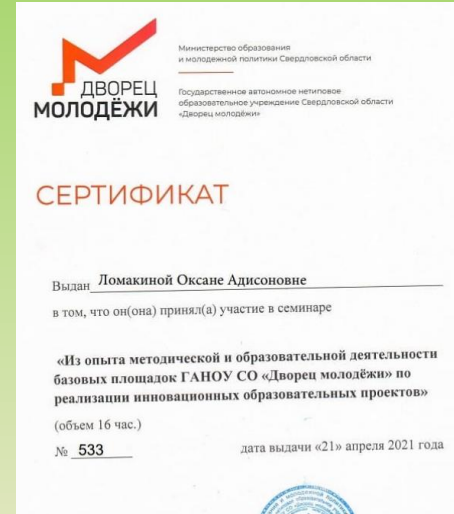 Министерство образования
и молодежной политики Свердловской области
Государственное автономное нетиповое
образовательное учреждение Свердловской области
«Дворец молодёжи»
ДВОРЕЦ
МОЛОДЁЖИ
СЕРТИФИКАТ
Выдан Ломакиной Оксане Адисоновне
в том, что он(она) принял(а) участие в семинаре
«Из опыта методической и образовательной деятельности
базовых площадок ГАНОУ СО «Дворец молодёжи» по
реализации инновационных образовательных проектов»
(объем 16 час.)
№ 533 дата выдачи «21» апреля 2021 года